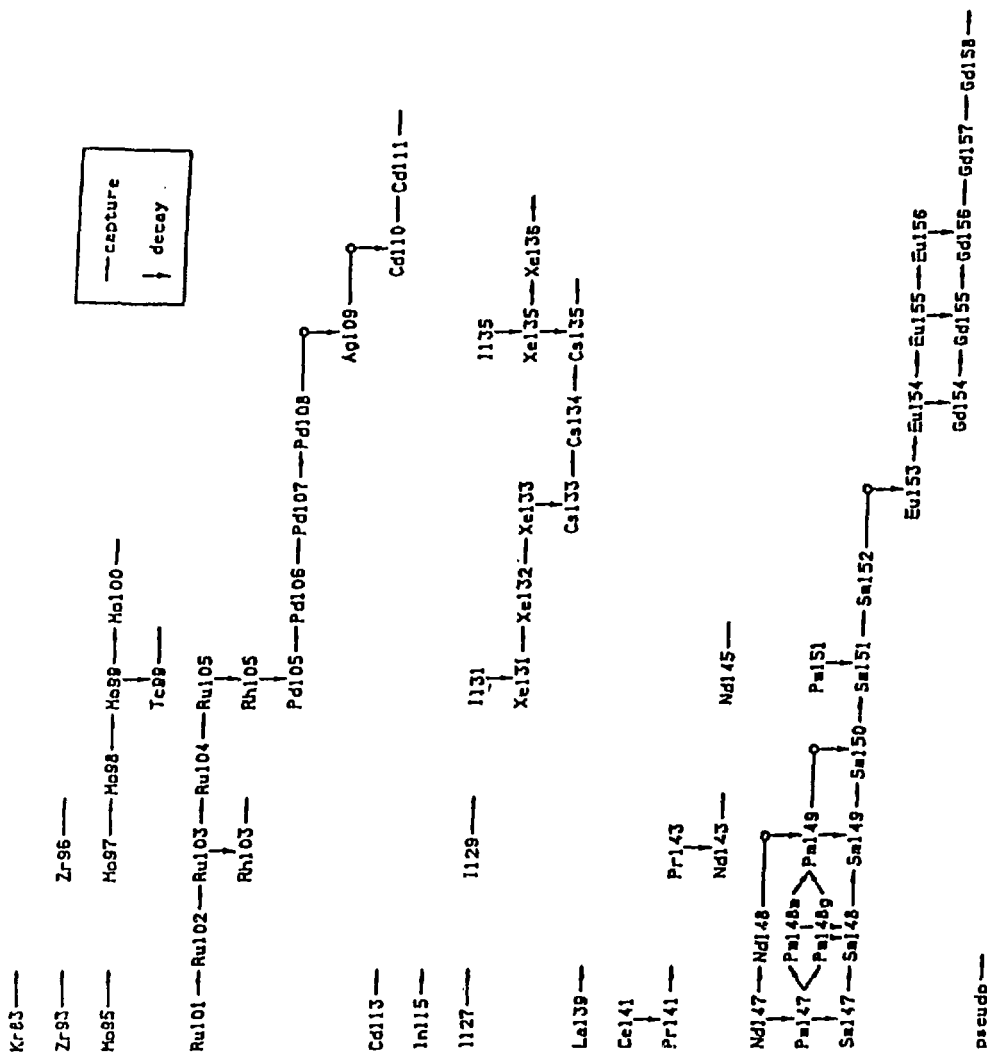 Kr83
Zr93 Zr96
Mo95 Mo97 Mo98 Mo99 Mo100
Tc99
Ru101 Ru102 Ru103 Ru104 Ru105
Rh103 Rh105
Pd105 Pd106 Pd107 Pd108
Ag109
Cd113 Cd110 Cd111
In115
I127 I129 I131 I135
Xe131 Xe132 Xe133 Xe135 Xe136
La139 Cs133 Cs134 Cs135
Ce141
Pr141 Pr143
Nd143 Nd145
Nd147 Nd148
Pm147 Pm148m Pm149 Pm151
Pm148g
Sm147 Sm148 Sm149 Sm150 Sm151 Sm152
Eu153 Eu154 Eu155 Eu156
Gd154 Gd155 Gd156 Gd157 Gd158
pseudo
capture
decay